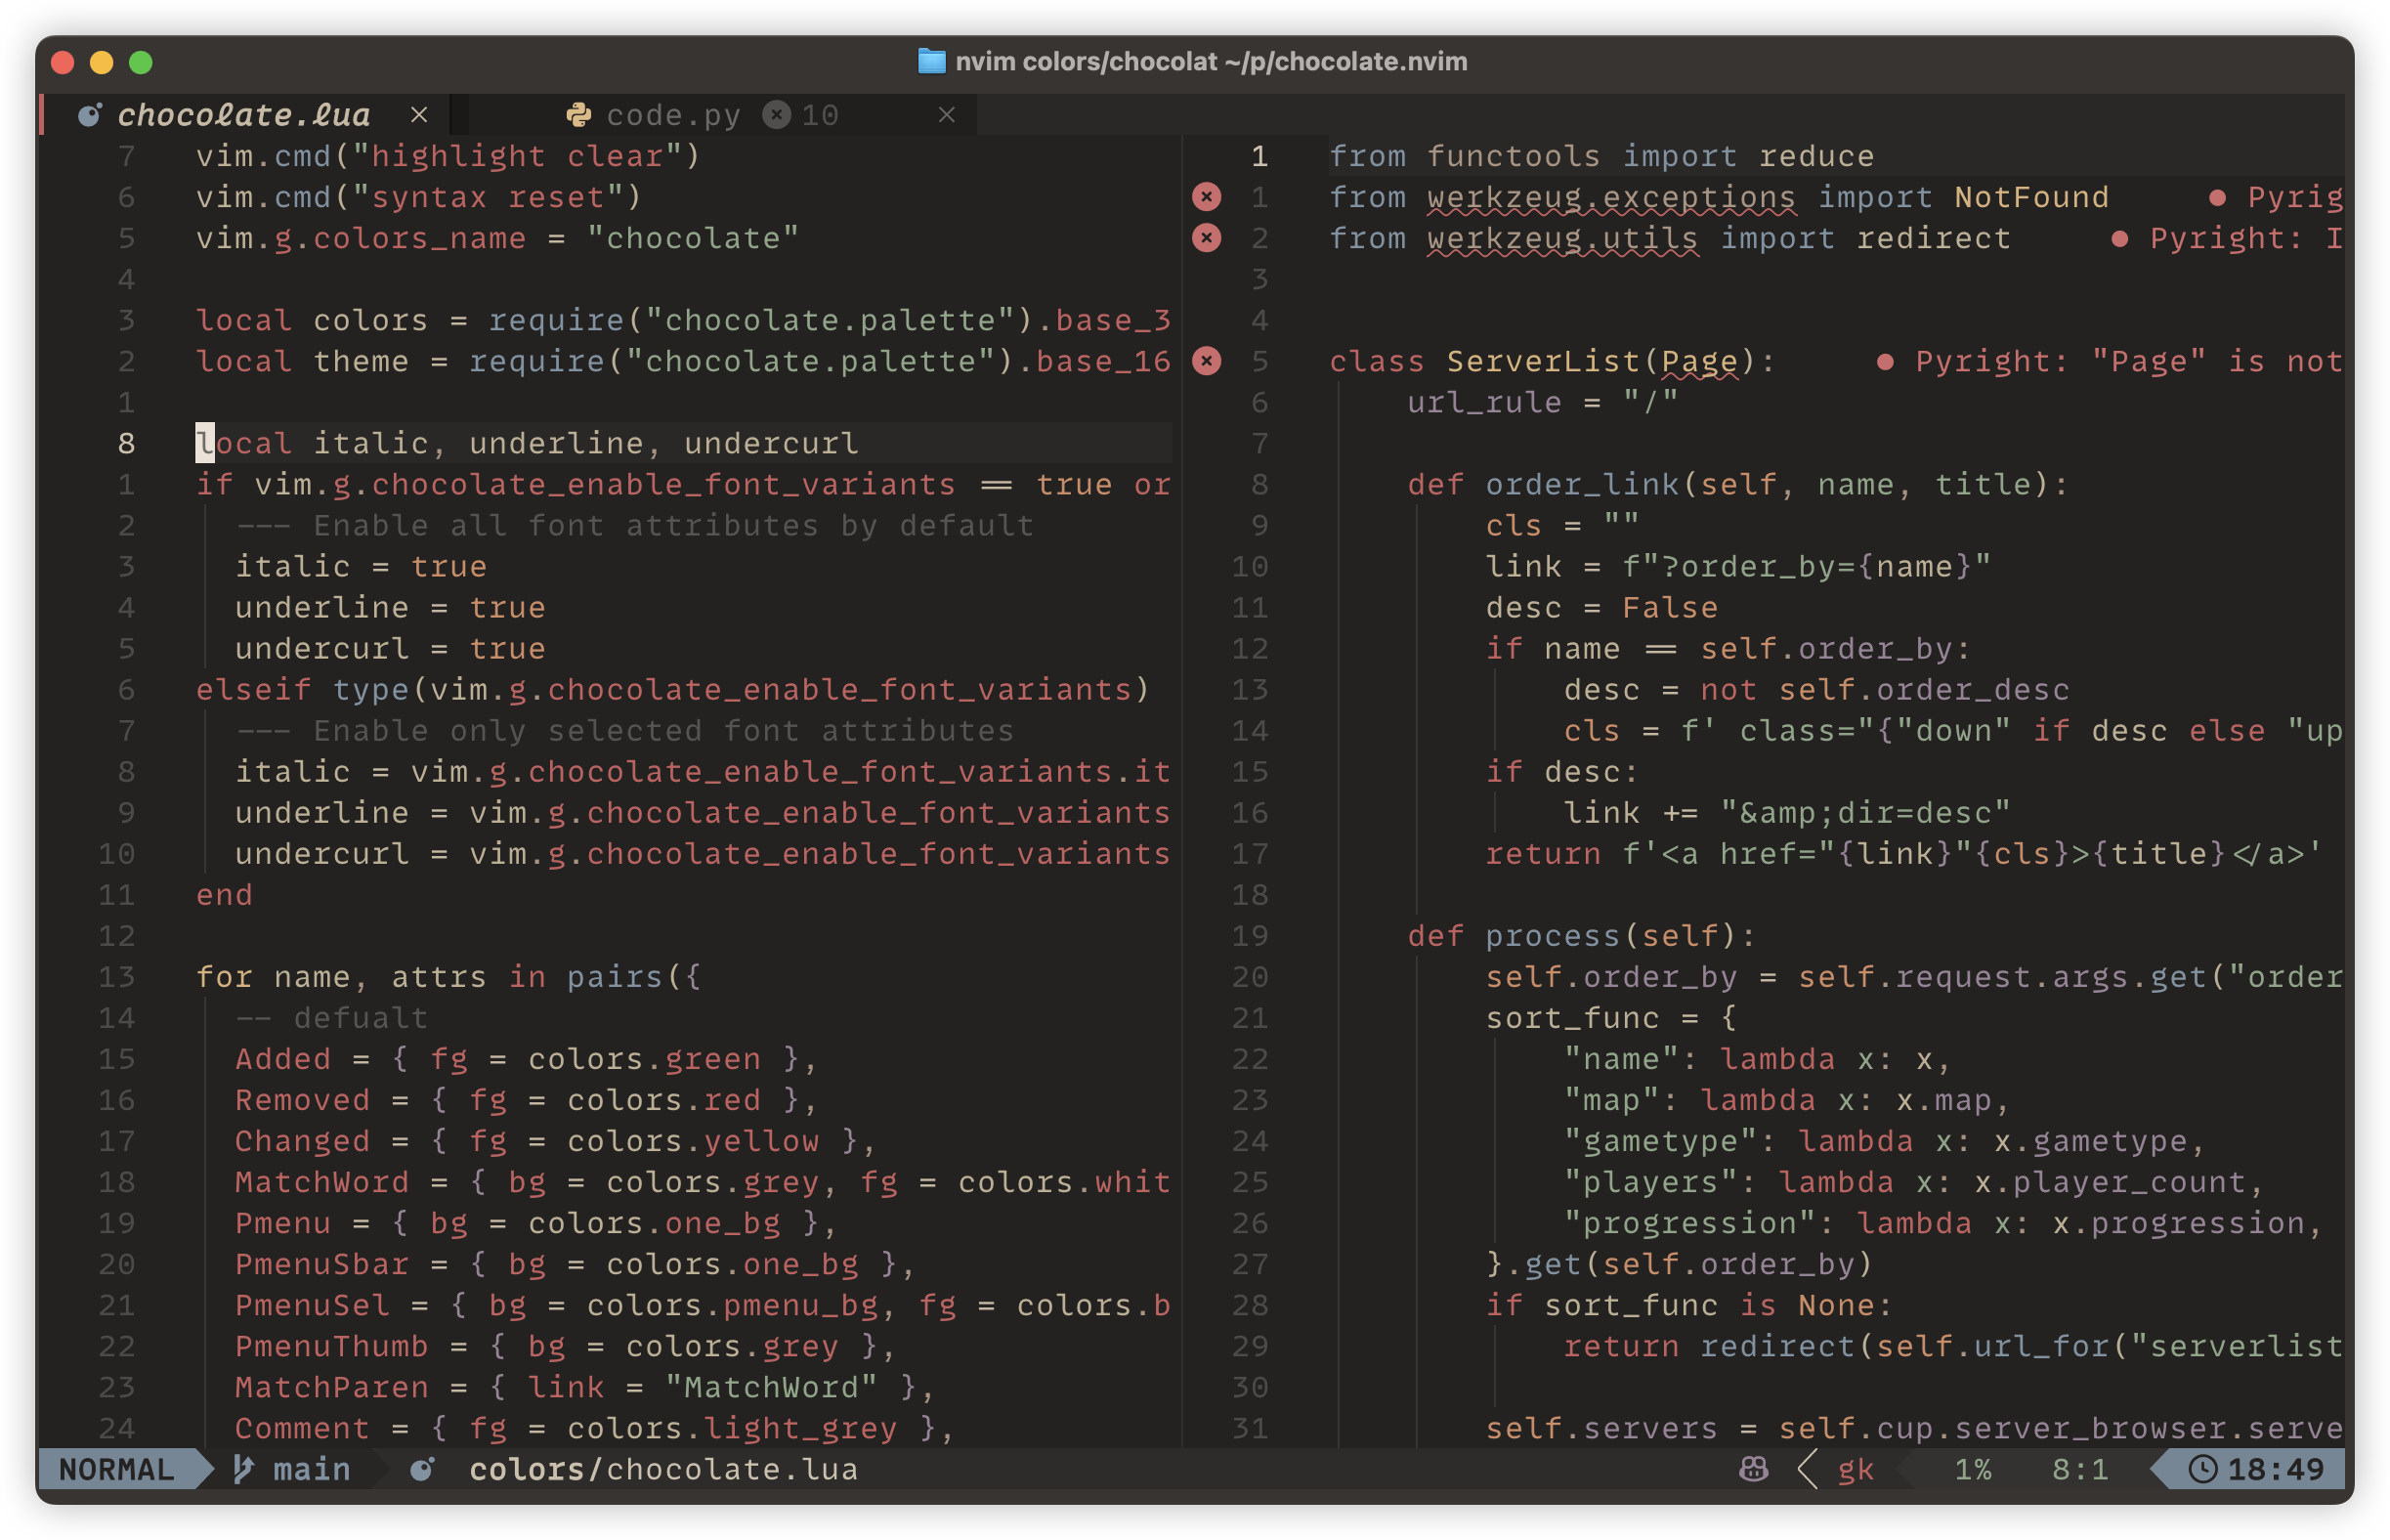 nvim colors/chocolat ~/p/chocolate.nvim
chocolate.lua × code.py 10 ×
7 vim.cmd("highlight clear")
6 vim.cmd("syntax reset")
5 vim.g.colors_name = "chocolate"
4
3 local colors = require("chocolate.palette").base_3
2 local theme = require("chocolate.palette").base_16
1
8 local italic, underline, undercurl
1 if vim.g.chocolate_enable_font_variants == true or
2 --- Enable all font attributes by default
3 italic = true
4 underline = true
5 undercurl = true
6 elseif type(vim.g.chocolate_enable_font_variants)
7 --- Enable only selected font attributes
8 italic = vim.g.chocolate_enable_font_variants.it
9 underline = vim.g.chocolate_enable_font_variants
10 undercurl = vim.g.chocolate_enable_font_variants
11 end
12
13 for name, attrs in pairs({
14 -- defualt
15 Added = { fg = colors.green },
16 Removed = { fg = colors.red },
17 Changed = { fg = colors.yellow },
18 MatchWord = { bg = colors.grey, fg = colors.whit
19 Pmenu = { bg = colors.one_bg },
20 PmenuSbar = { bg = colors.one_bg },
21 PmenuSel = { bg = colors.pmenu_bg, fg = colors.b
22 PmenuThumb = { bg = colors.grey },
23 MatchParen = { link = "MatchWord" },
24 Comment = { fg = colors.light_grey },
1 from functools import reduce
1 from werkzeug.exceptions import NotFound ● Pyrig
2 from werkzeug.utils import redirect ● Pyright: I
3
4
5 class ServerList(Page): ● Pyright: "Page" is not
6 url_rule = "/"
7
8 def order_link(self, name, title):
9 cls = ""
10 link = f"?order_by={name}"
11 desc = False
12 if name == self.order_by:
13 desc = not self.order_desc
14 cls = f' class="{"down" if desc else "up
15 if desc:
16 link += "&amp;dir=desc"
17 return f'<a href="{link}"{cls}>{title}</a>'
18
19 def process(self):
20 self.order_by = self.request.args.get("order
21 sort_func = {
22 "name": lambda x: x,
23 "map": lambda x: x.map,
24 "gametype": lambda x: x.gametype,
25 "players": lambda x: x.player_count,
26 "progression": lambda x: x.progression,
27 }.get(self.order_by)
28 if sort_func is None:
29 return redirect(self.url_for("serverlist
30
31 self.servers = self.cup.server_browser.serve
NORMAL main colors/chocolate.lua gk 1% 8:1 18:49